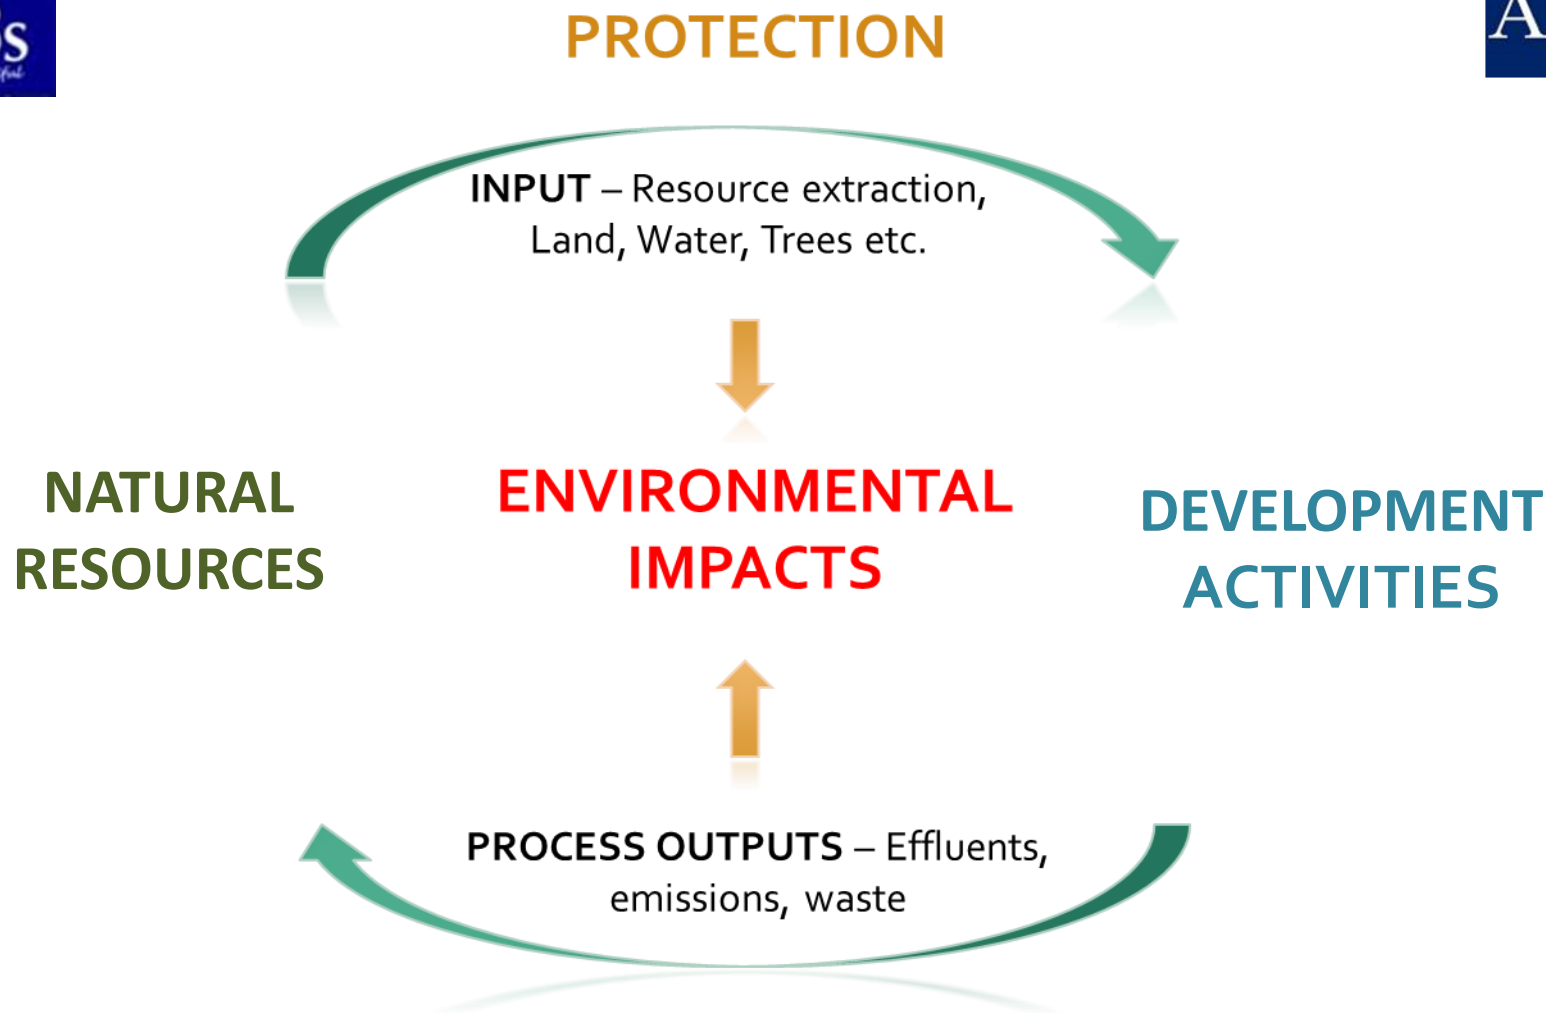 PROTECTION
INPUT – Resource extraction,
Land, Water, Trees etc.
NATURAL
RESOURCES
ENVIRONMENTAL
IMPACTS
DEVELOPMENT
ACTIVITIES
PROCESS OUTPUTS – Effluents,
emissions, waste